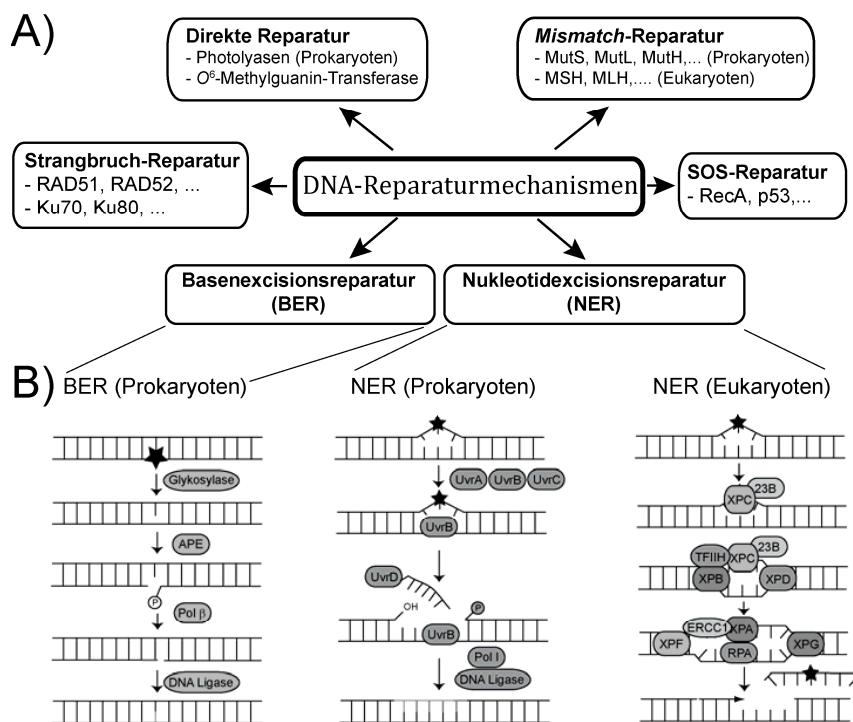 A)
Direkte Reparatur
- Photolyasen (Prokaryoten)
- O⁶-Methylguanin-Transferase
Mismatch-Reparatur
- MutS, MutL, MutH,... (Prokaryoten)
- MSH, MLH,.... (Eukaryoten)
Strangbruch-Reparatur
- RAD51, RAD52, ...
- Ku70, Ku80, ...
DNA-Reparaturmechanismen
SOS-Reparatur
- RecA, p53,...
Basenexcisionsreparatur
(BER)
Nukleotidexcisionsreparatur
(NER)
B)
BER (Prokaryoten)
Glykosylase
APE
P
Pol β
DNA Ligase
NER (Prokaryoten)
UvrA UvrB UvrC
UvrB
UvrD
OH
P
UvrB
Pol I
DNA Ligase
NER (Eukaryoten)
23B
XPC
23B
TFIIH XPC
XPB XPD
ERCC1 XPA
XPF XPG
RPA